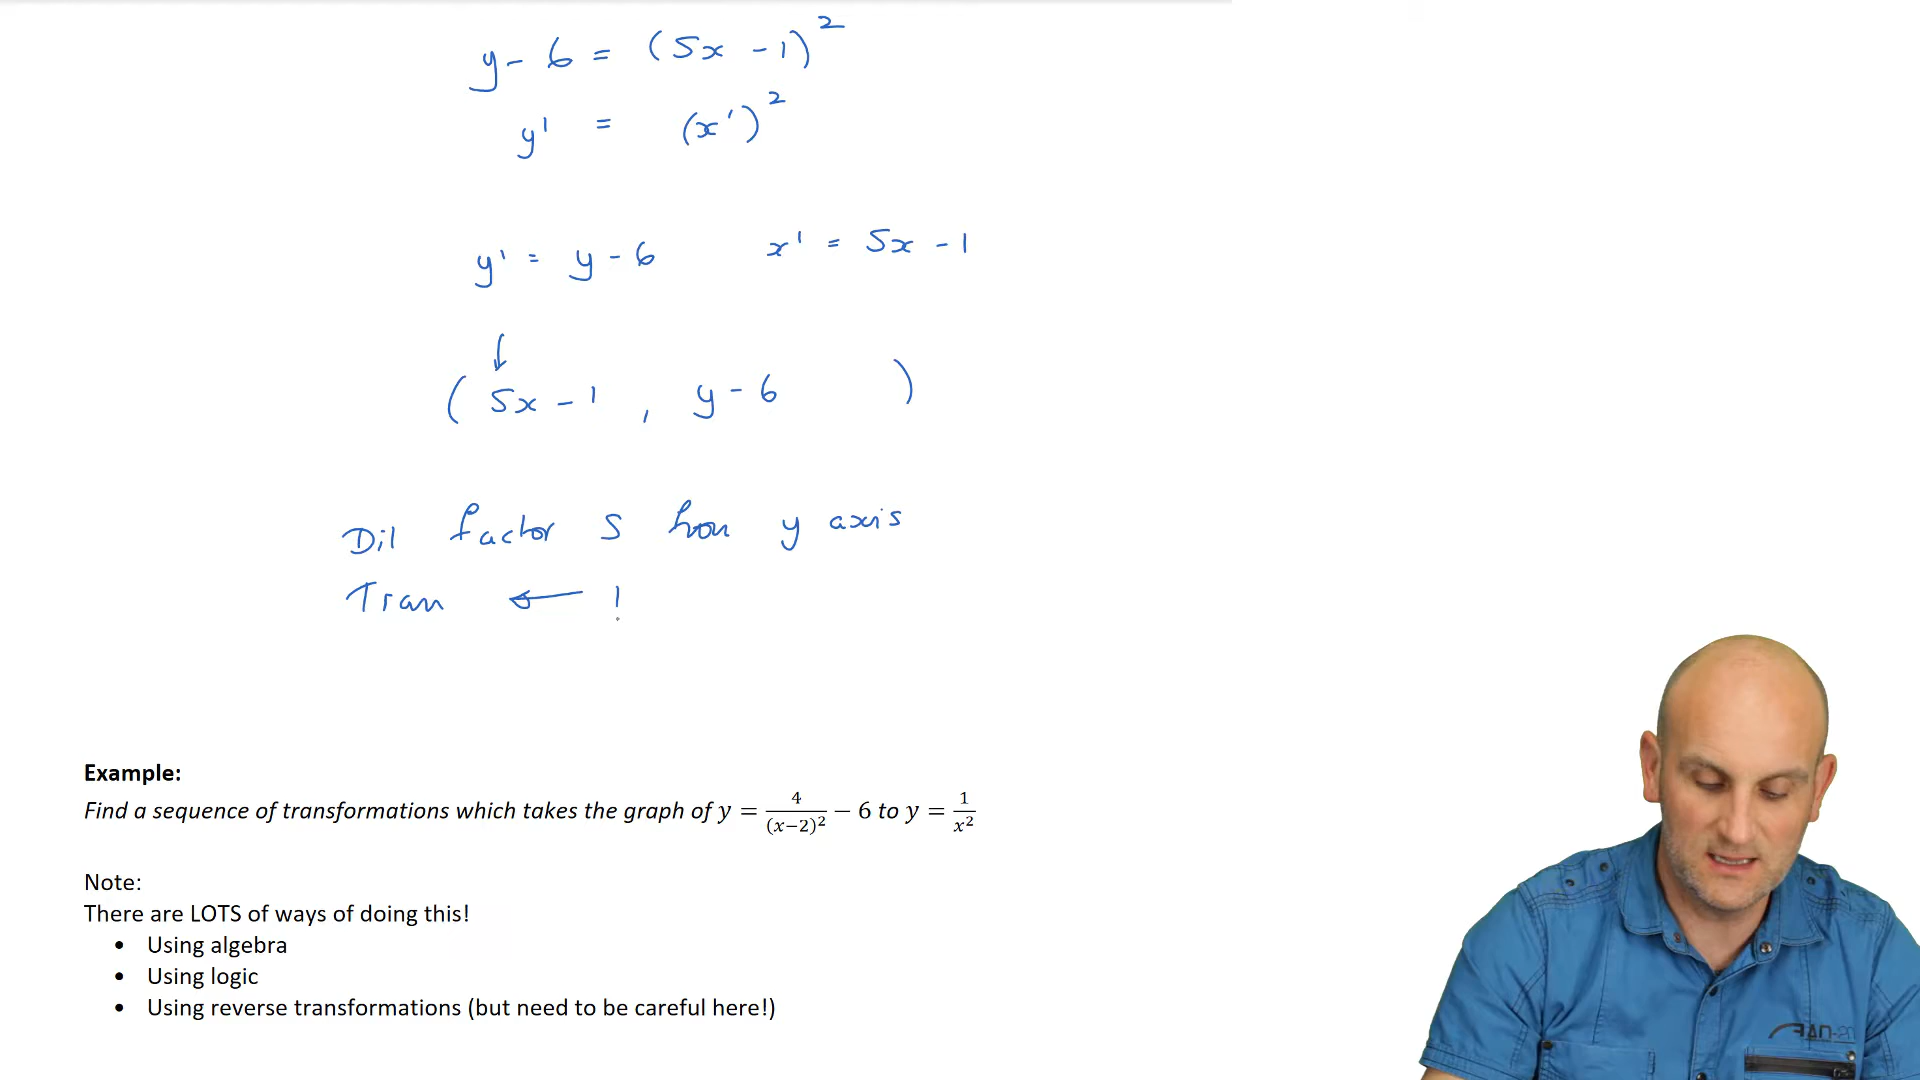 y - 6 = (5x - 1)²
y' = (x')²
y' = y - 6 x' = 5x - 1
↓
( 5x - 1 , y - 6 )
Dil factor 5 from y axis
Tran ← 1
Example:
Find a sequence of transformations which takes the graph of y = 4/(x−2)² − 6 to y = 1/x²
Note:
There are LOTS of ways of doing this!
• Using algebra
• Using logic
• Using reverse transformations (but need to be careful here!)